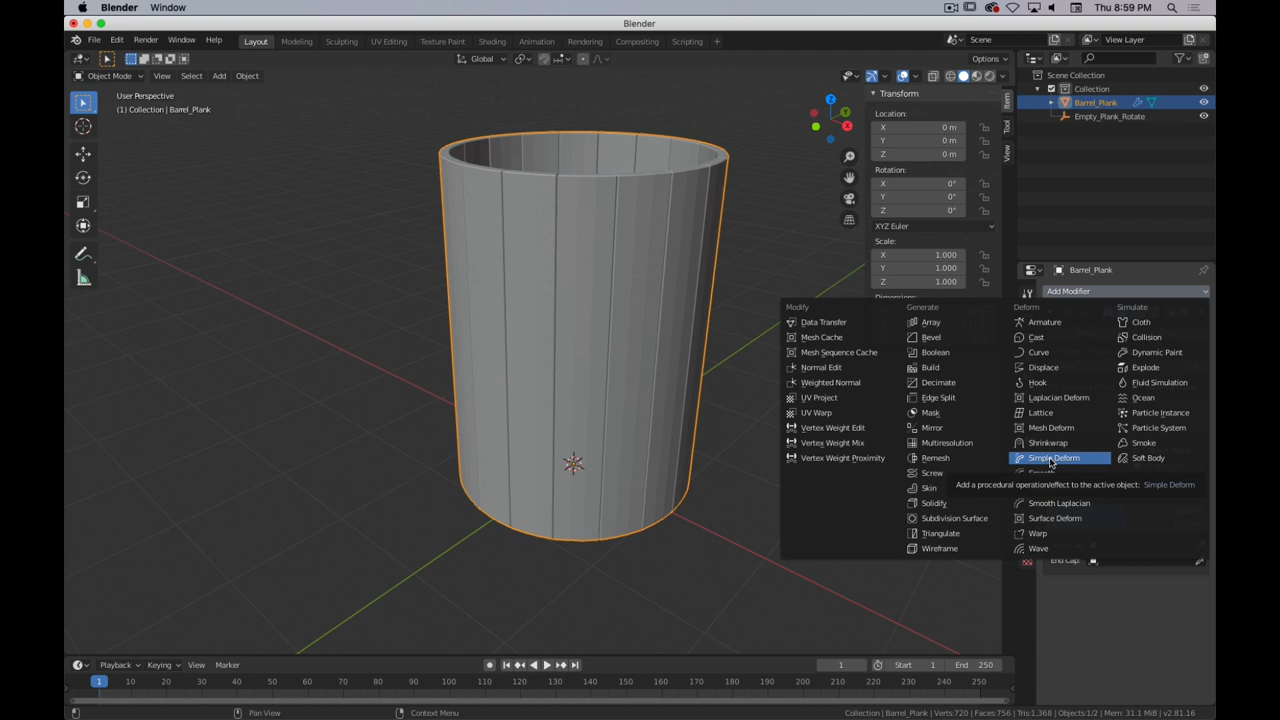 Blender Window Thu 8:59 PM
Blender
File Edit Render Window Help Layout Modeling Sculpting UV Editing Texture Paint Shading Animation Rendering Compositing Scripting + Scene View Layer
Global Options
Object Mode View Select Add Object
User Perspective
(1) Collection | Barrel_Plank
Z
Y
X
Transform
Location:
X 0 m
Y 0 m
Z 0 m
Rotation:
X 0°
Y 0°
Z 0°
XYZ Euler
Scale:
X 1.000
Y 1.000
Z 1.000
Item
Tool
View
Scene Collection
Collection
Barrel_Plank
Empty_Plank_Rotate
Barrel_Plank
Add Modifier
Modify
Data Transfer
Mesh Cache
Mesh Sequence Cache
Normal Edit
Weighted Normal
UV Project
UV Warp
Vertex Weight Edit
Vertex Weight Mix
Vertex Weight Proximity
Generate
Array
Bevel
Boolean
Build
Decimate
Edge Split
Mask
Mirror
Multiresolution
Remesh
Screw
Skin
Solidify
Subdivision Surface
Triangulate
Wireframe
Deform
Armature
Cast
Curve
Displace
Hook
Laplacian Deform
Lattice
Mesh Deform
Shrinkwrap
Simple Deform
Smooth Laplacian
Surface Deform
Warp
Wave
Simulate
Cloth
Collision
Dynamic Paint
Explode
Fluid Simulation
Ocean
Particle Instance
Particle System
Smoke
Soft Body
Add a procedural operation/effect to the active object: Simple Deform
End Cap:
Playback Keying View Marker 1 Start 1 End 250
1 10 20 30 40 50 60 70 80 90 100 110 120 130 140 150 160 170 180 190 200 210 220 230 240 250
Pan View Context Menu Collection | Barrel_Plank | Verts:720 | Faces:756 | Tris:1,368 | Objects:1/2 | Mem: 31.1 MiB | v2.81.16